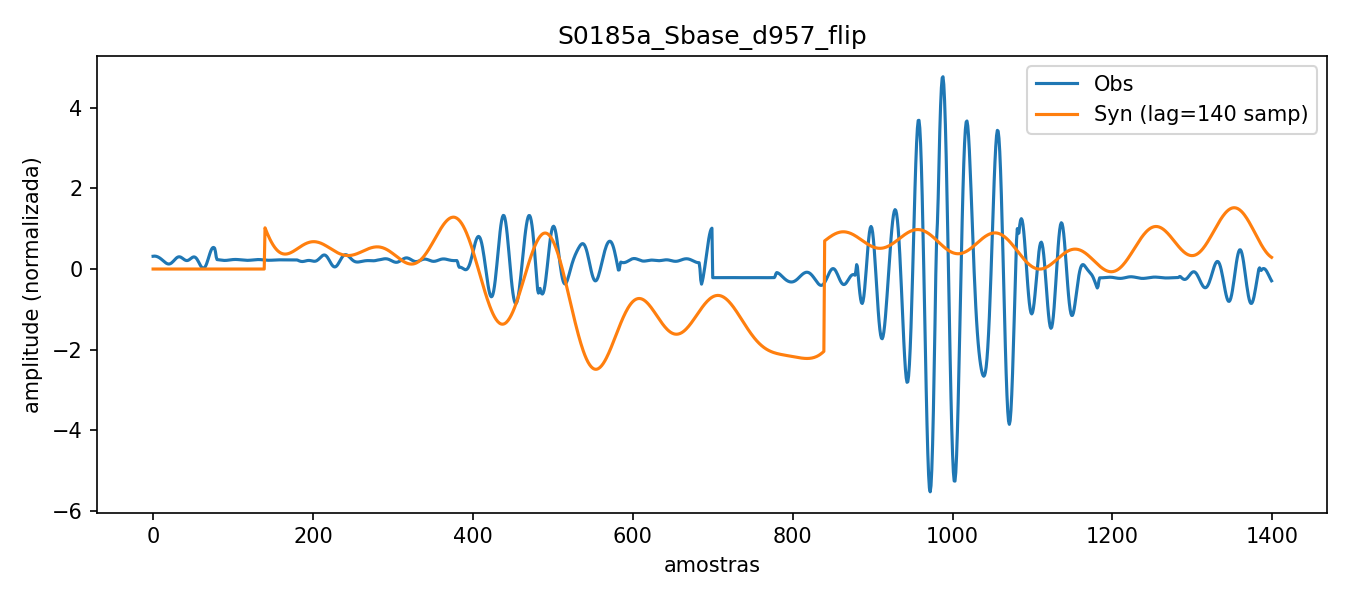 S0185a_Sbase_d957_flip
Obs
Syn (lag=140 samp)
amplitude (normalizada)
4
2
0
−2
−4
−6
0 200 400 600 800 1000 1200 1400
amostras